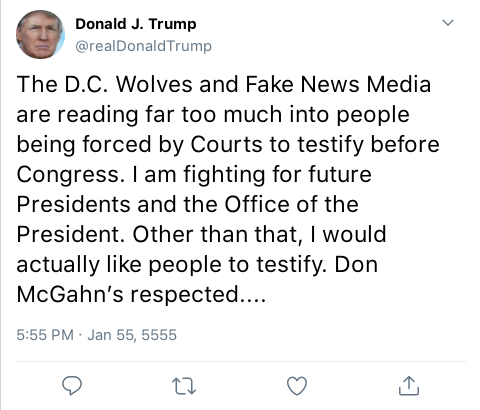 Donald J. Trump
@realDonaldTrump
The D.C. Wolves and Fake News Media
are reading far too much into people
being forced by Courts to testify before
Congress. I am fighting for future
Presidents and the Office of the
President. Other than that, I would
actually like people to testify. Don
McGahn's respected....
5:55 PM · Jan 55, 5555